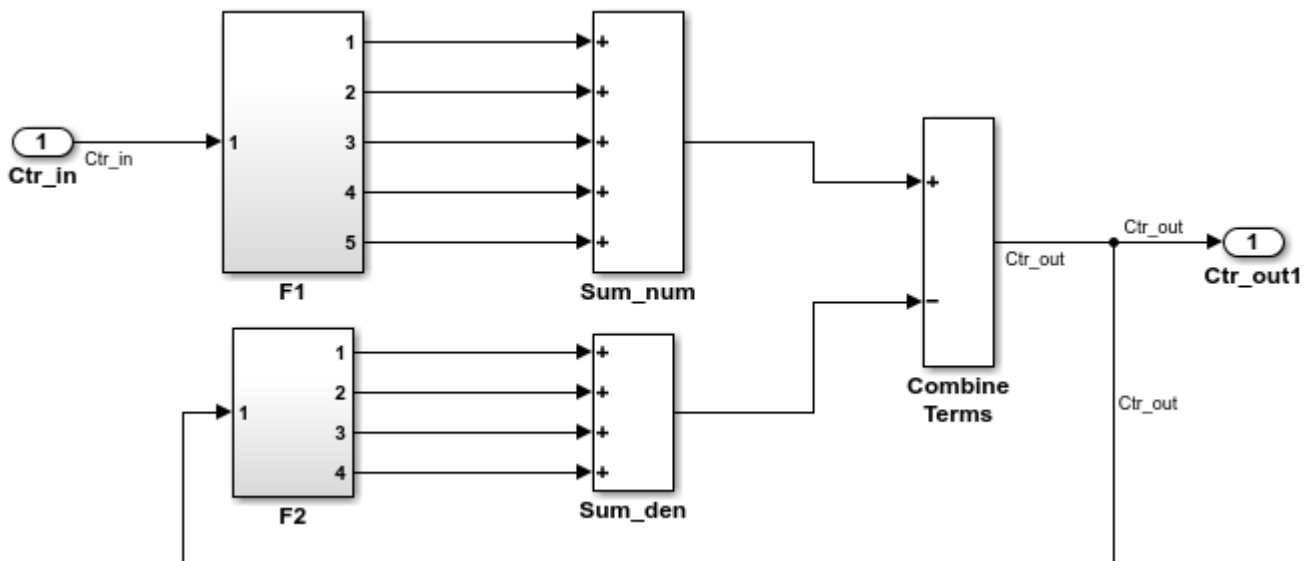 1
Ctr_in
Ctr_in
1
1
2
3
4
5
F1
+
+
+
+
+
Sum_num
1
1
2
3
4
F2
+
+
+
+
Sum_den
+
−
Combine
Terms
Ctr_out
Ctr_out
Ctr_out
1
Ctr_out1